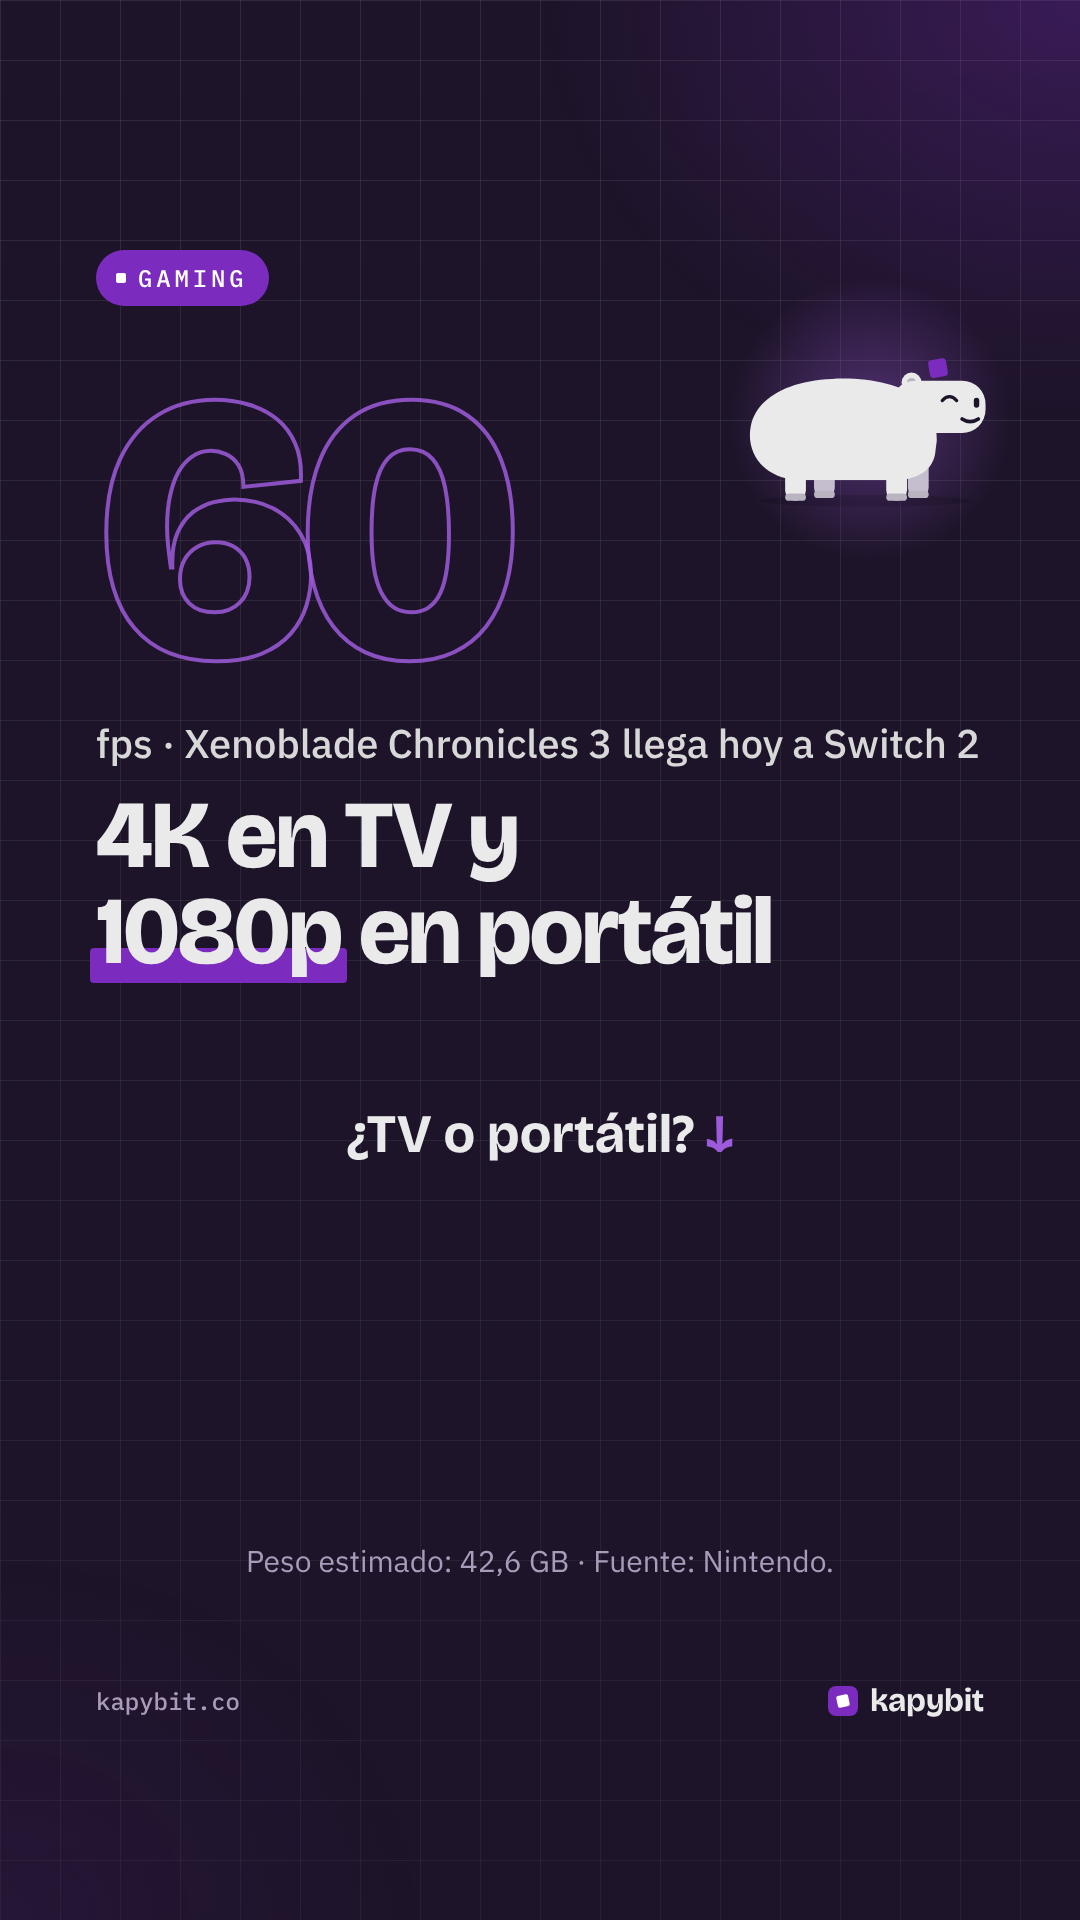 GAMING
60
fps · Xenoblade Chronicles 3 llega hoy a Switch 2
4K en TV y
1080p en portátil
¿TV o portátil? ↓
Peso estimado: 42,6 GB · Fuente: Nintendo.
kapybit.co
kapybit